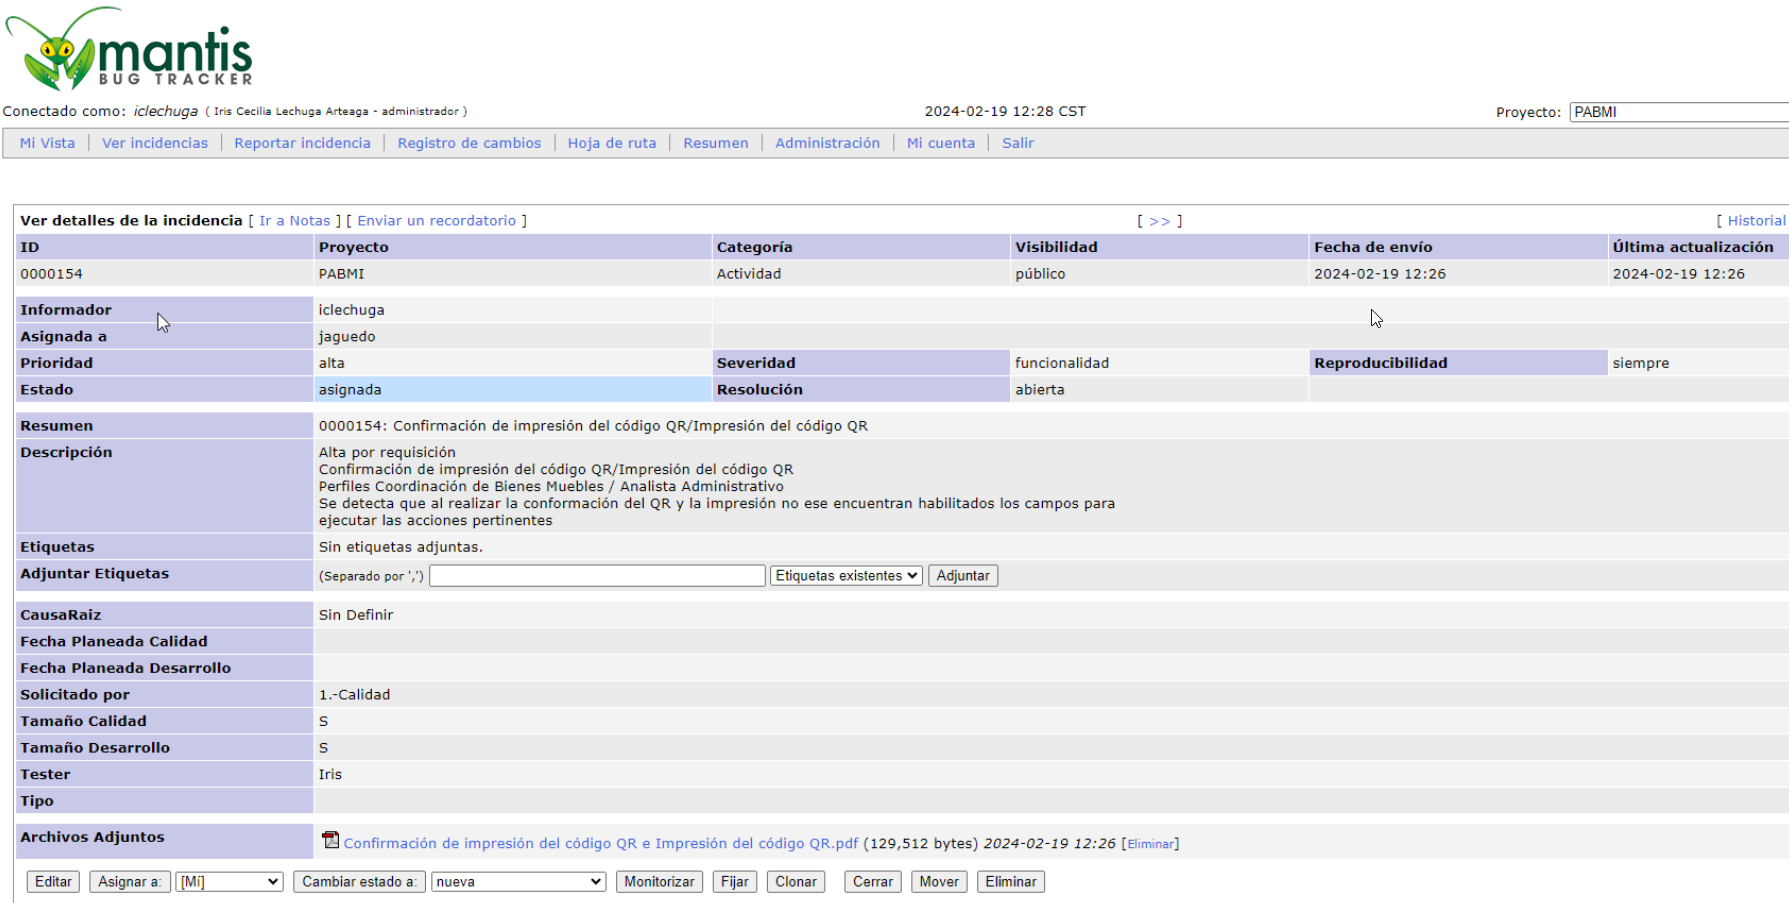 mantis
BUG TRACKER
Conectado como: iclechuga ( Iris Cecilia Lechuga Arteaga - administrador ) 2024-02-19 12:28 CST Proyecto: PABMI
Mi Vista | Ver incidencias | Reportar incidencia | Registro de cambios | Hoja de ruta | Resumen | Administración | Mi cuenta | Salir
Ver detalles de la incidencia [ Ir a Notas ] [ Enviar un recordatorio ] [ >> ] [ Historial
ID Proyecto Categoría Visibilidad Fecha de envío Última actualización
0000154 PABMI Actividad público 2024-02-19 12:26 2024-02-19 12:26
Informador iclechuga
Asignada a jaguedo
Prioridad alta Severidad funcionalidad Reproducibilidad siempre
Estado asignada Resolución abierta
Resumen 0000154: Confirmación de impresión del código QR/Impresión del código QR
Descripción Alta por requisición
Confirmación de impresión del código QR/Impresión del código QR
Perfiles Coordinación de Bienes Muebles / Analista Administrativo
Se detecta que al realizar la conformación del QR y la impresión no ese encuentran habilitados los campos para
ejecutar las acciones pertinentes
Etiquetas Sin etiquetas adjuntas.
Adjuntar Etiquetas (Separado por ',') Etiquetas existentes Adjuntar
CausaRaiz Sin Definir
Fecha Planeada Calidad
Fecha Planeada Desarrollo
Solicitado por 1.-Calidad
Tamaño Calidad S
Tamaño Desarrollo S
Tester Iris
Tipo
Archivos Adjuntos Confirmación de impresión del código QR e Impresión del código QR.pdf (129,512 bytes) 2024-02-19 12:26 [Eliminar]
Editar Asignar a: [Mí] Cambiar estado a: nueva Monitorizar Fijar Clonar Cerrar Mover Eliminar